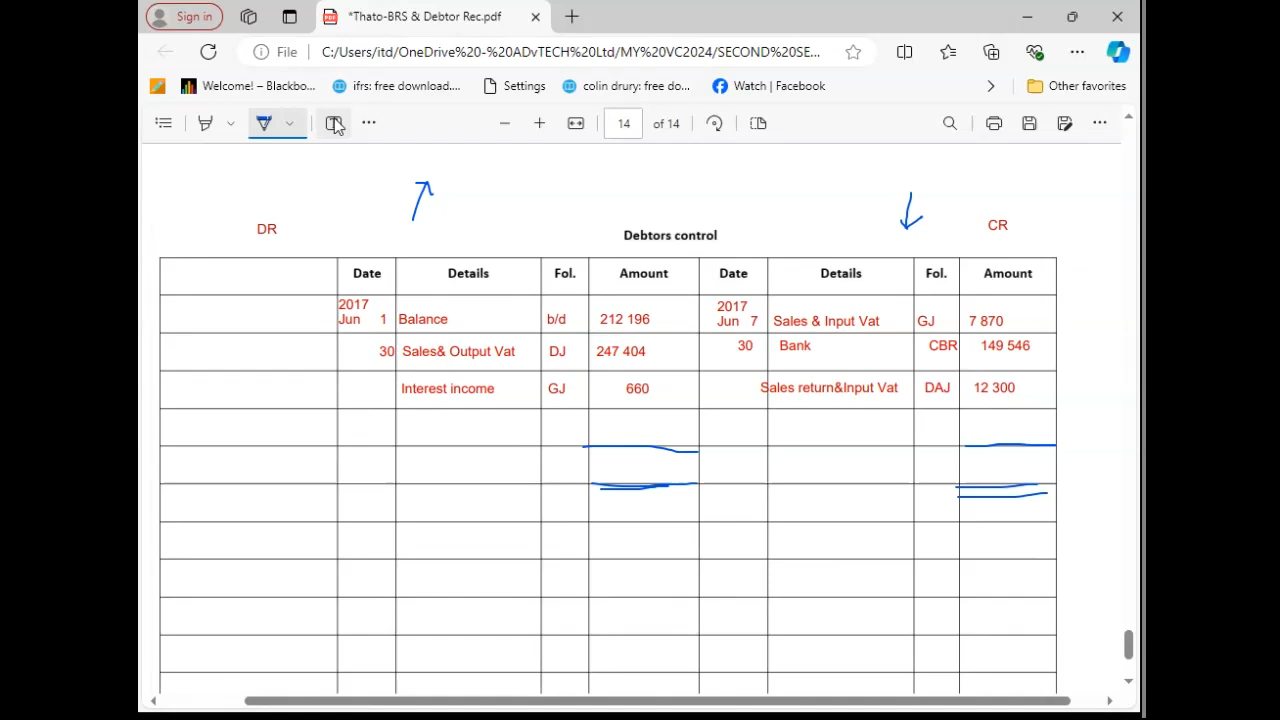 Sign in
*Thato-BRS & Debtor Rec.pdf
File
C:/Users/itd/OneDrive%20-%20ADvTECH%20Ltd/MY%20VC2024/SECOND%20SE...
Welcome! – Blackbo...
ifrs: free download....
Settings
colin drury: free do...
Watch | Facebook
Other favorites
14 of 14
DR
CR
Debtors control
Date Details Fol. Amount Date Details Fol. Amount
2017 2017
Jun 1 Balance b/d 212 196 Jun 7 Sales & Input Vat GJ 7 870
30 Sales& Output Vat DJ 247 404 30 Bank CBR 149 546
Interest income GJ 660 Sales return&Input Vat DAJ 12 300